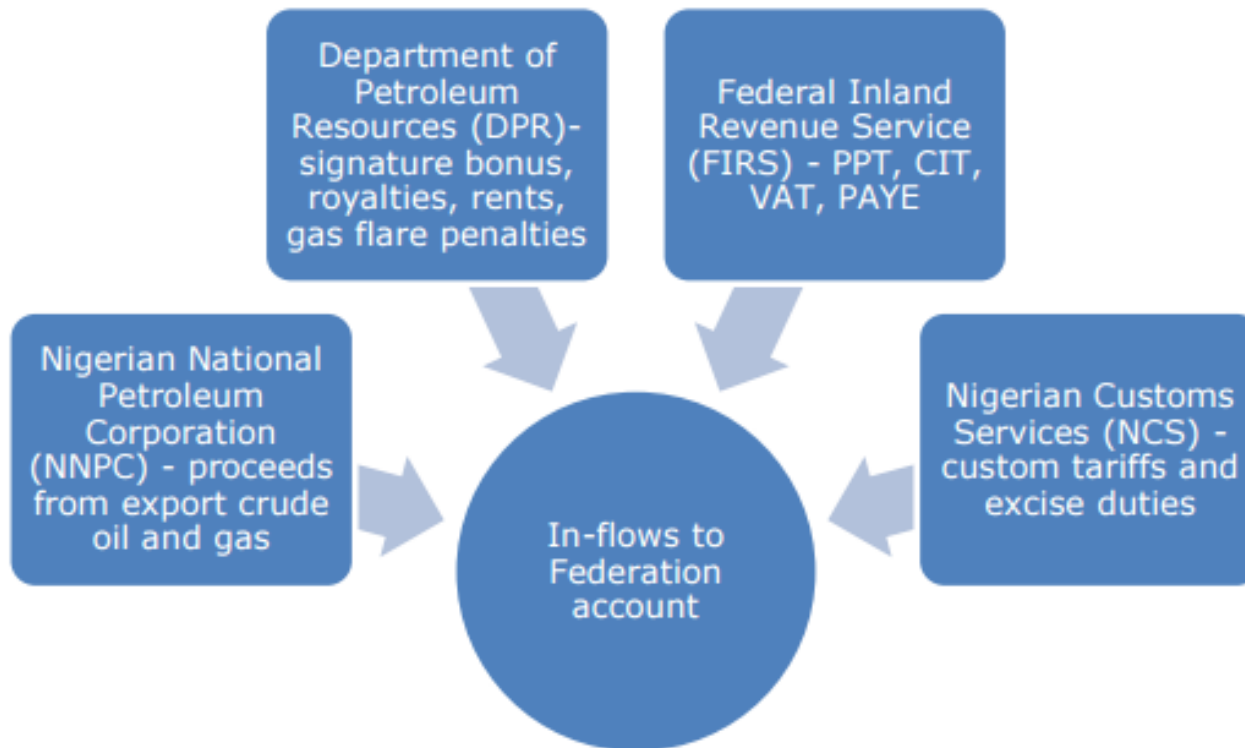 Department of
Petroleum
Resources (DPR)-
signature bonus,
royalties, rents,
gas flare penalties
Federal Inland
Revenue Service
(FIRS) - PPT, CIT,
VAT, PAYE
Nigerian National
Petroleum
Corporation
(NNPC) - proceeds
from export crude
oil and gas
Nigerian Customs
Services (NCS) -
custom tariffs and
excise duties
In-flows to
Federation
account